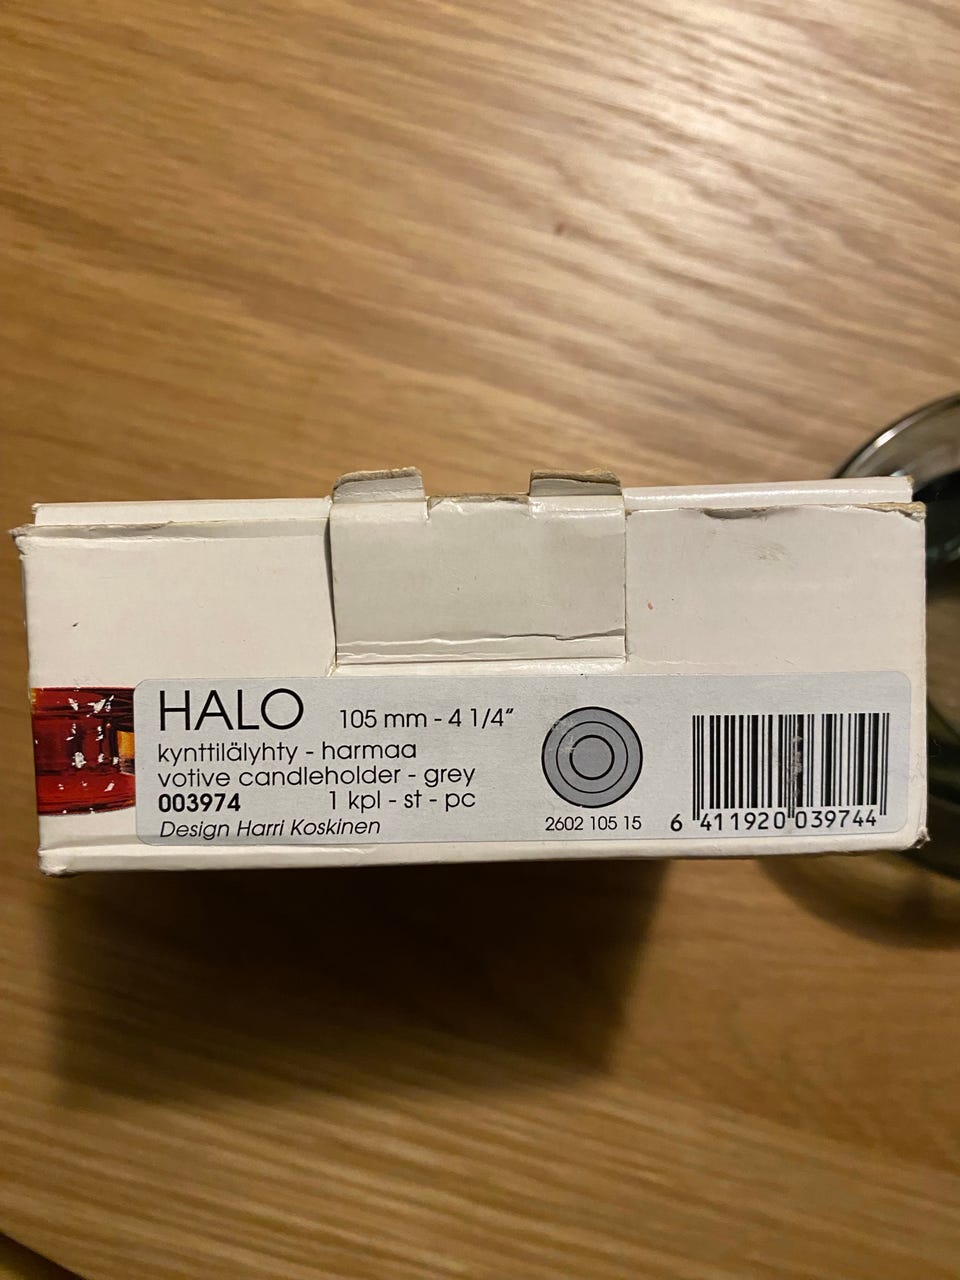 HALO 105 mm - 4 1/4”
kynttilälyhty - harmaa
votive candleholder - grey
003974 1 kpl - st - pc
Design Harri Koskinen
2602 105 15
6 411920 039744